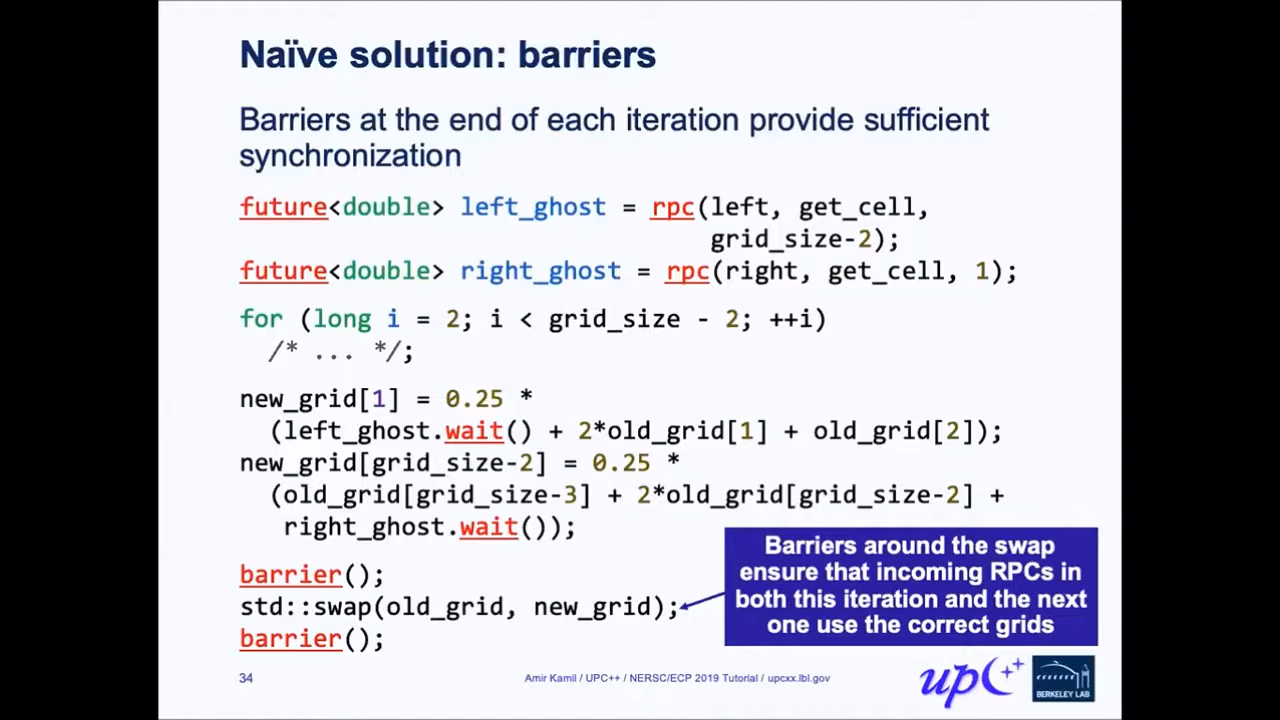 Naïve solution: barriers
Barriers at the end of each iteration provide sufficient
synchronization
future<double> left_ghost = rpc(left, get_cell,
grid_size-2);
future<double> right_ghost = rpc(right, get_cell, 1);
for (long i = 2; i < grid_size - 2; ++i)
/* ... */;
new_grid[1] = 0.25 *
(left_ghost.wait() + 2*old_grid[1] + old_grid[2]);
new_grid[grid_size-2] = 0.25 *
(old_grid[grid_size-3] + 2*old_grid[grid_size-2] +
right_ghost.wait());
barrier();
std::swap(old_grid, new_grid);
barrier();
Barriers around the swap
ensure that incoming RPCs in
both this iteration and the next
one use the correct grids
34
Amir Kamil / UPC++ / NERSC/ECP 2019 Tutorial / upcxx.lbl.gov
upC++
BERKELEY LAB